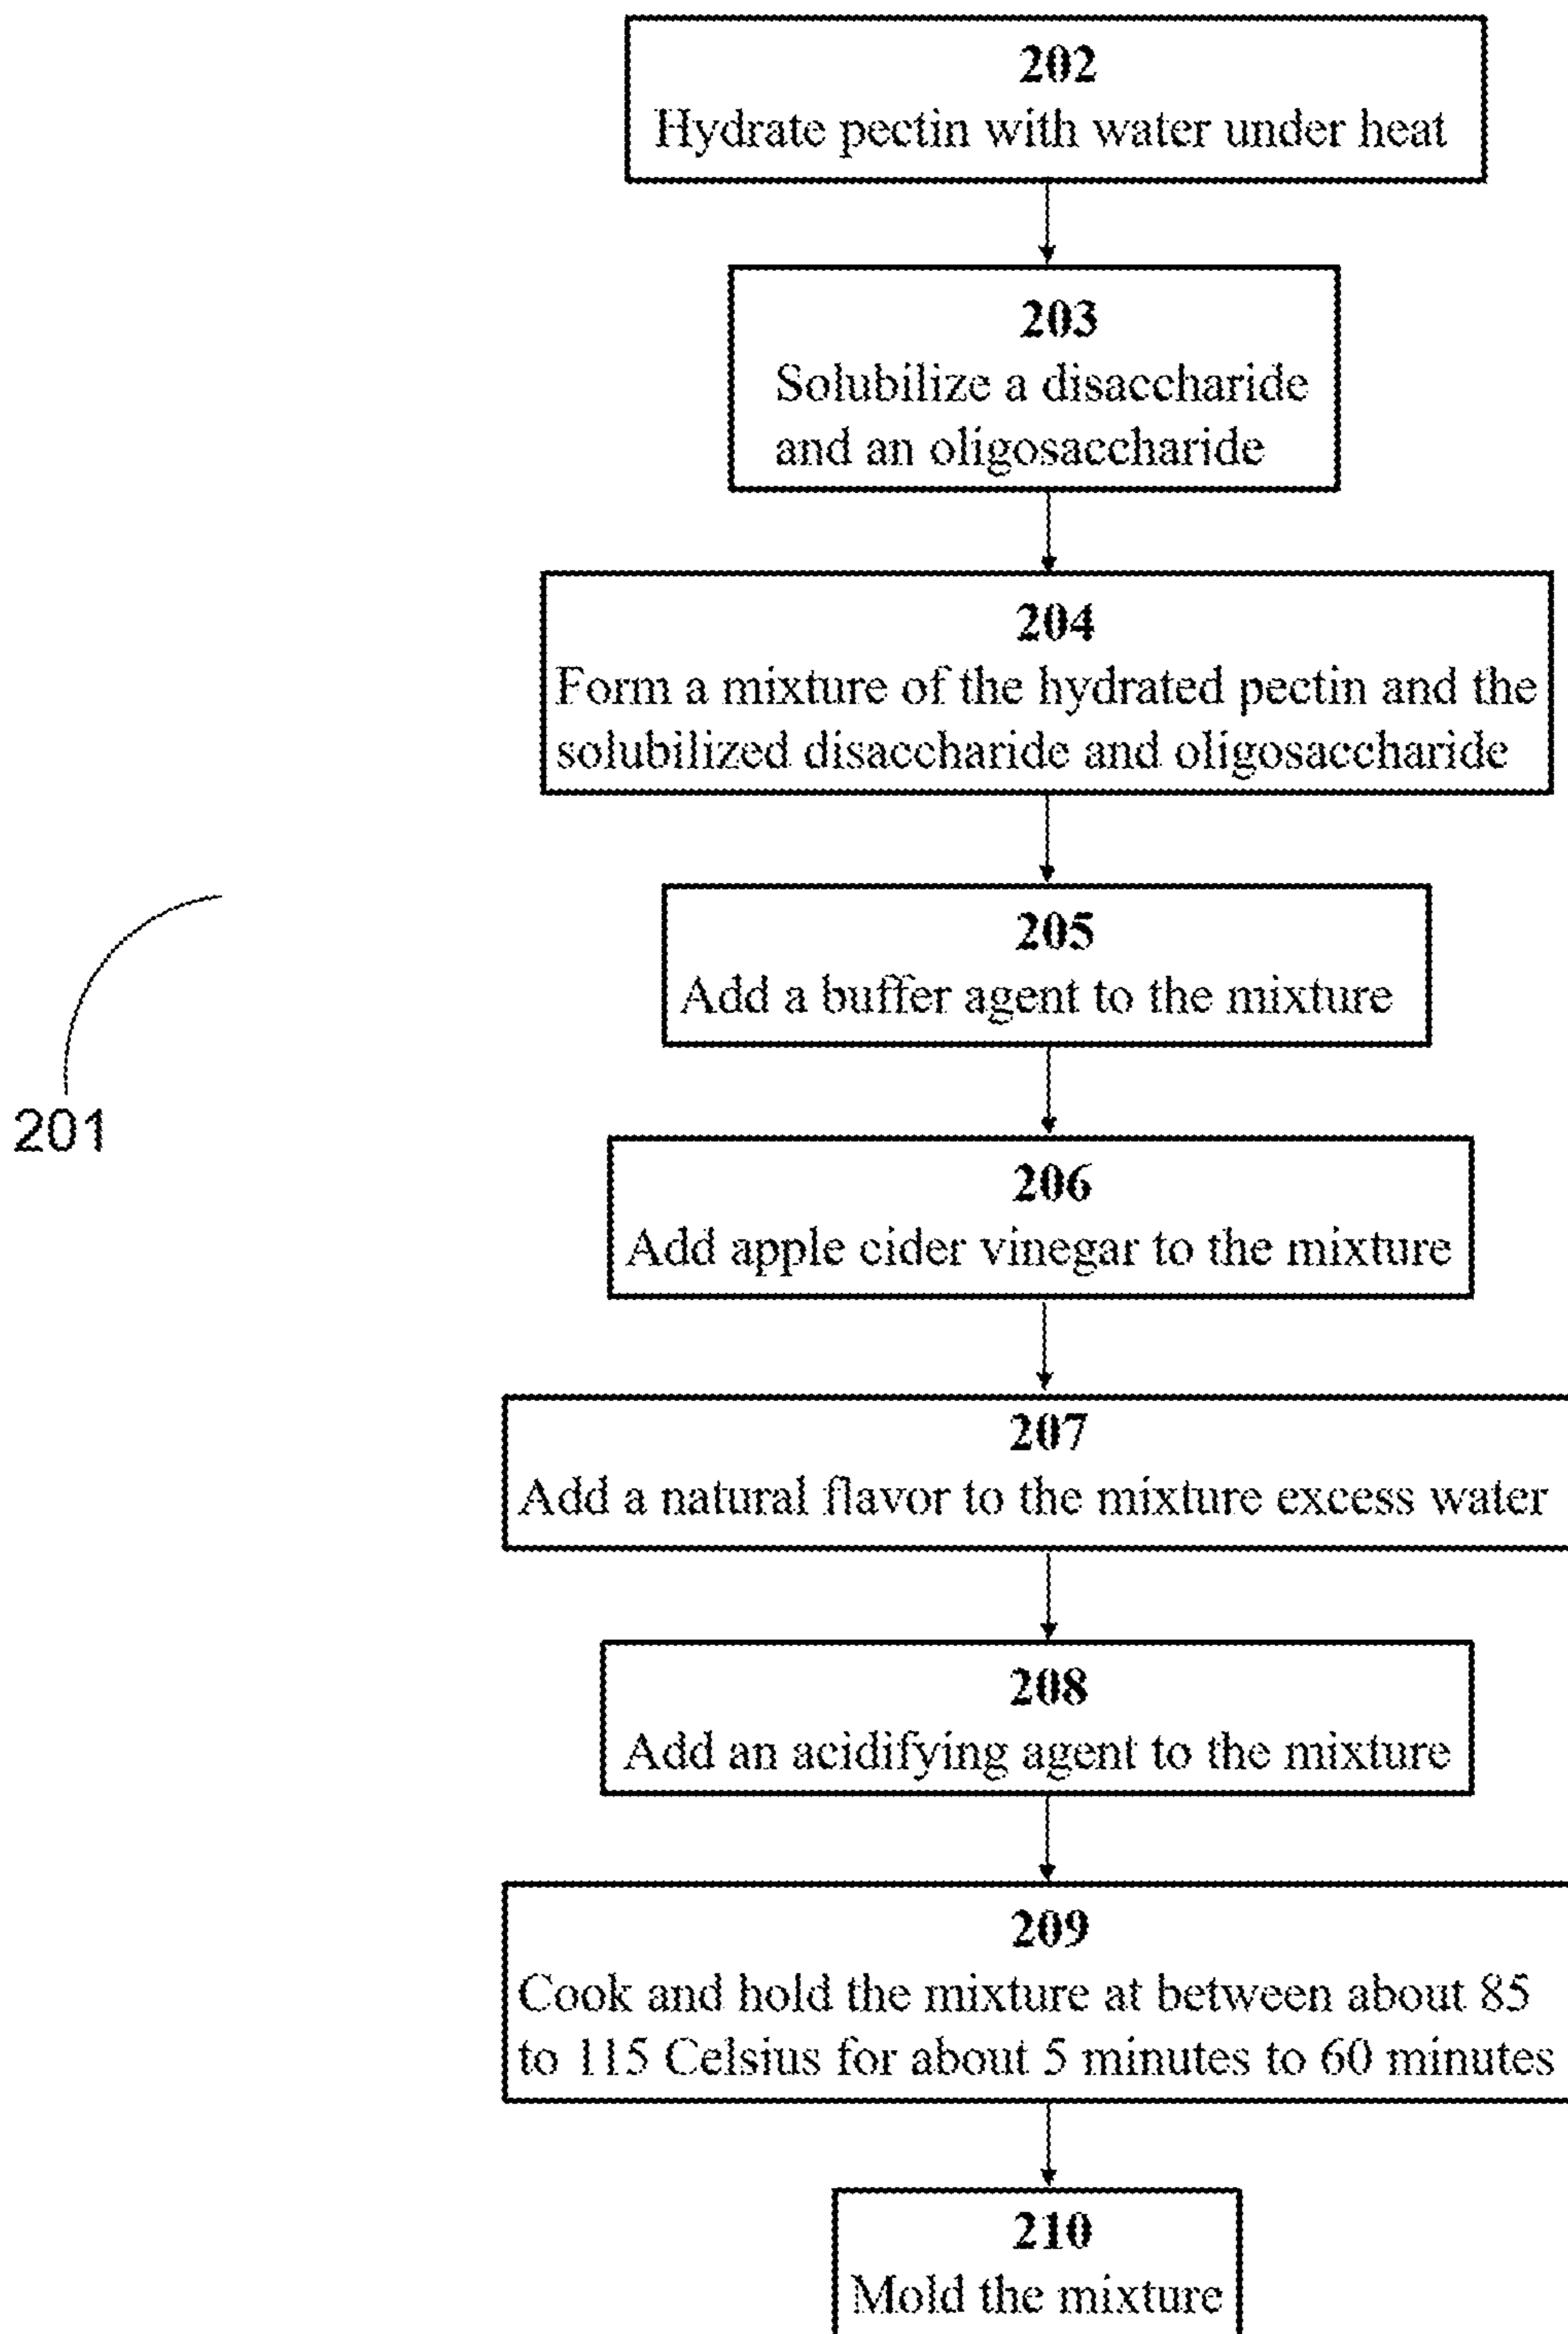 202
Hydrate pectin with water under heat
203
Solubilize a disaccharide
and an oligosaccharide
204
Form a mixture of the hydrated pectin and the
solubilized disaccharide and oligosaccharide
205
Add a buffer agent to the mixture
201
206
Add apple cider vinegar to the mixture
207
Add a natural flavor to the mixture excess water
208
Add an acidifying agent to the mixture
209
Cook and hold the mixture at between about 85
to 115 Celsius for about 5 minutes to 60 minutes
210
Mold the mixture